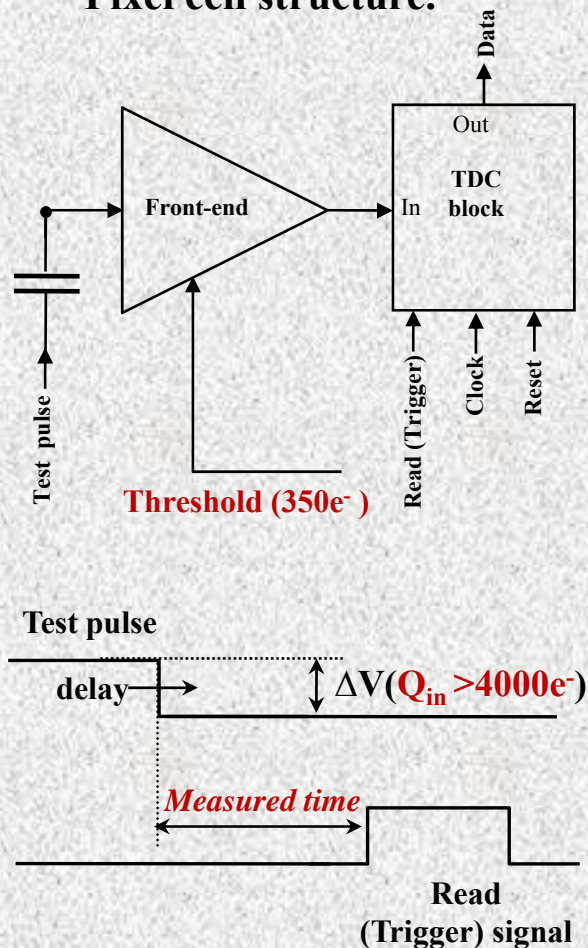 Pixel cell structure.
Data
Out
TDC
block
In
Front-end
Test pulse
Read (Trigger)
Clock
Reset
Threshold (350e⁻ )
Test pulse
delay
ΔV(Q_in >4000e⁻)
Measured time
Read
(Trigger) signal